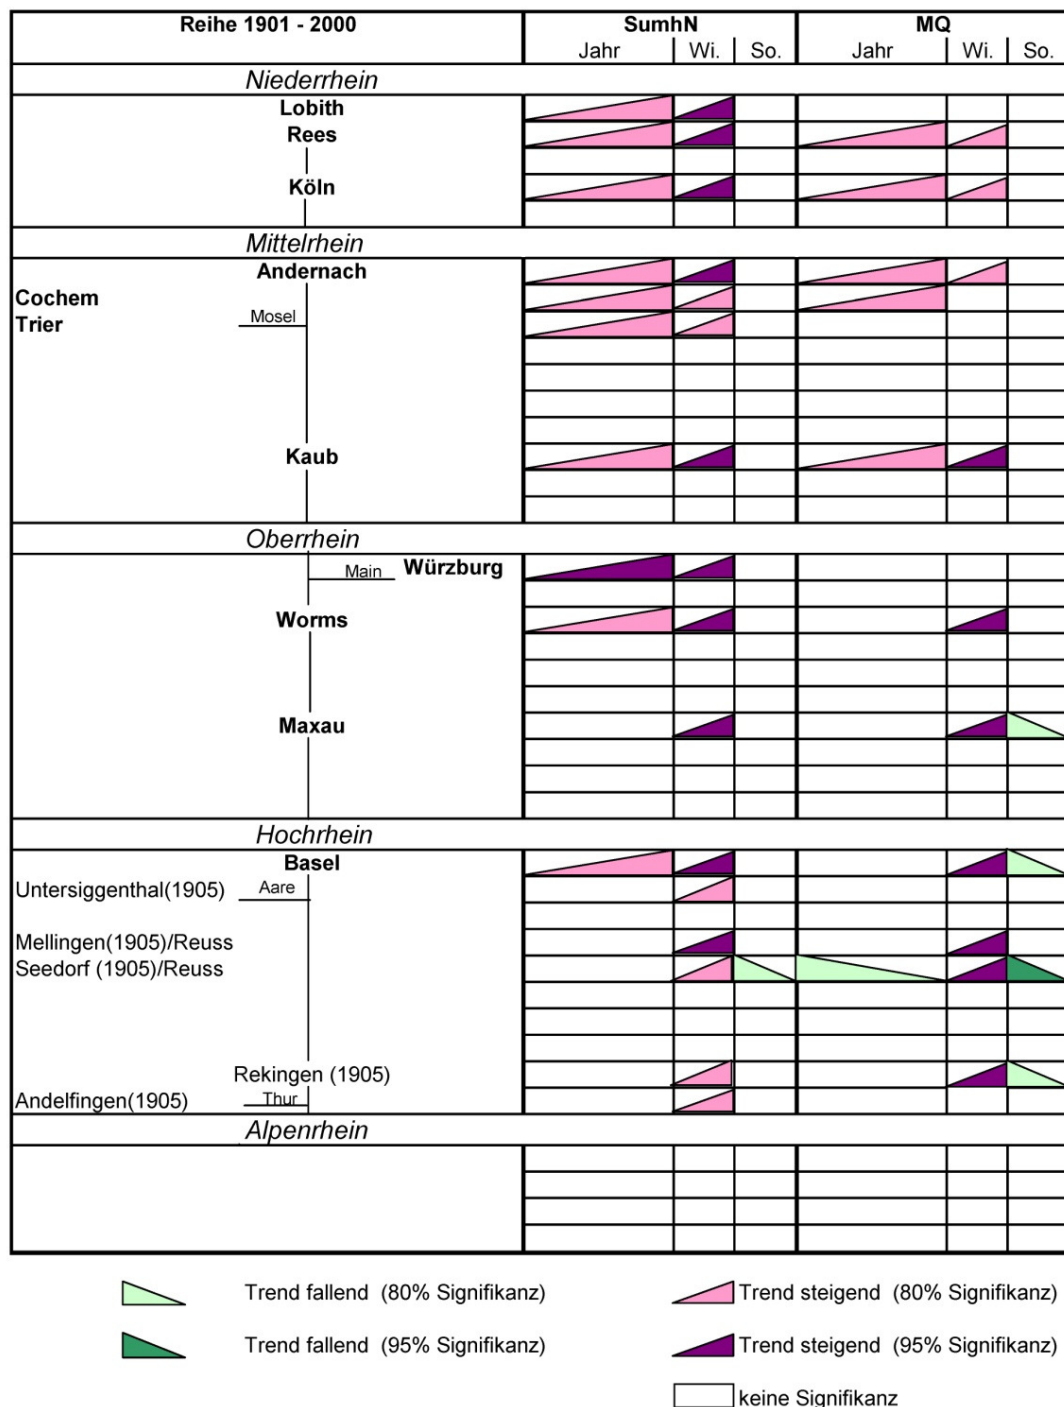 Reihe 1901 - 2000 SumhN MQ
Jahr Wi. So. Jahr Wi. So.
Niederrhein
Lobith
Rees
Köln
Mittelrhein
Andernach
Cochem
Trier Mosel
Kaub
Oberrhein
Main Würzburg
Worms
Maxau
Hochrhein
Basel
Untersiggenthal(1905) Aare
Mellingen(1905)/Reuss
Seedorf (1905)/Reuss
Rekingen (1905)
Andelfingen(1905) Thur
Alpenrhein
Trend fallend (80% Signifikanz) Trend steigend (80% Signifikanz)
Trend fallend (95% Signifikanz) Trend steigend (95% Signifikanz)
keine Signifikanz